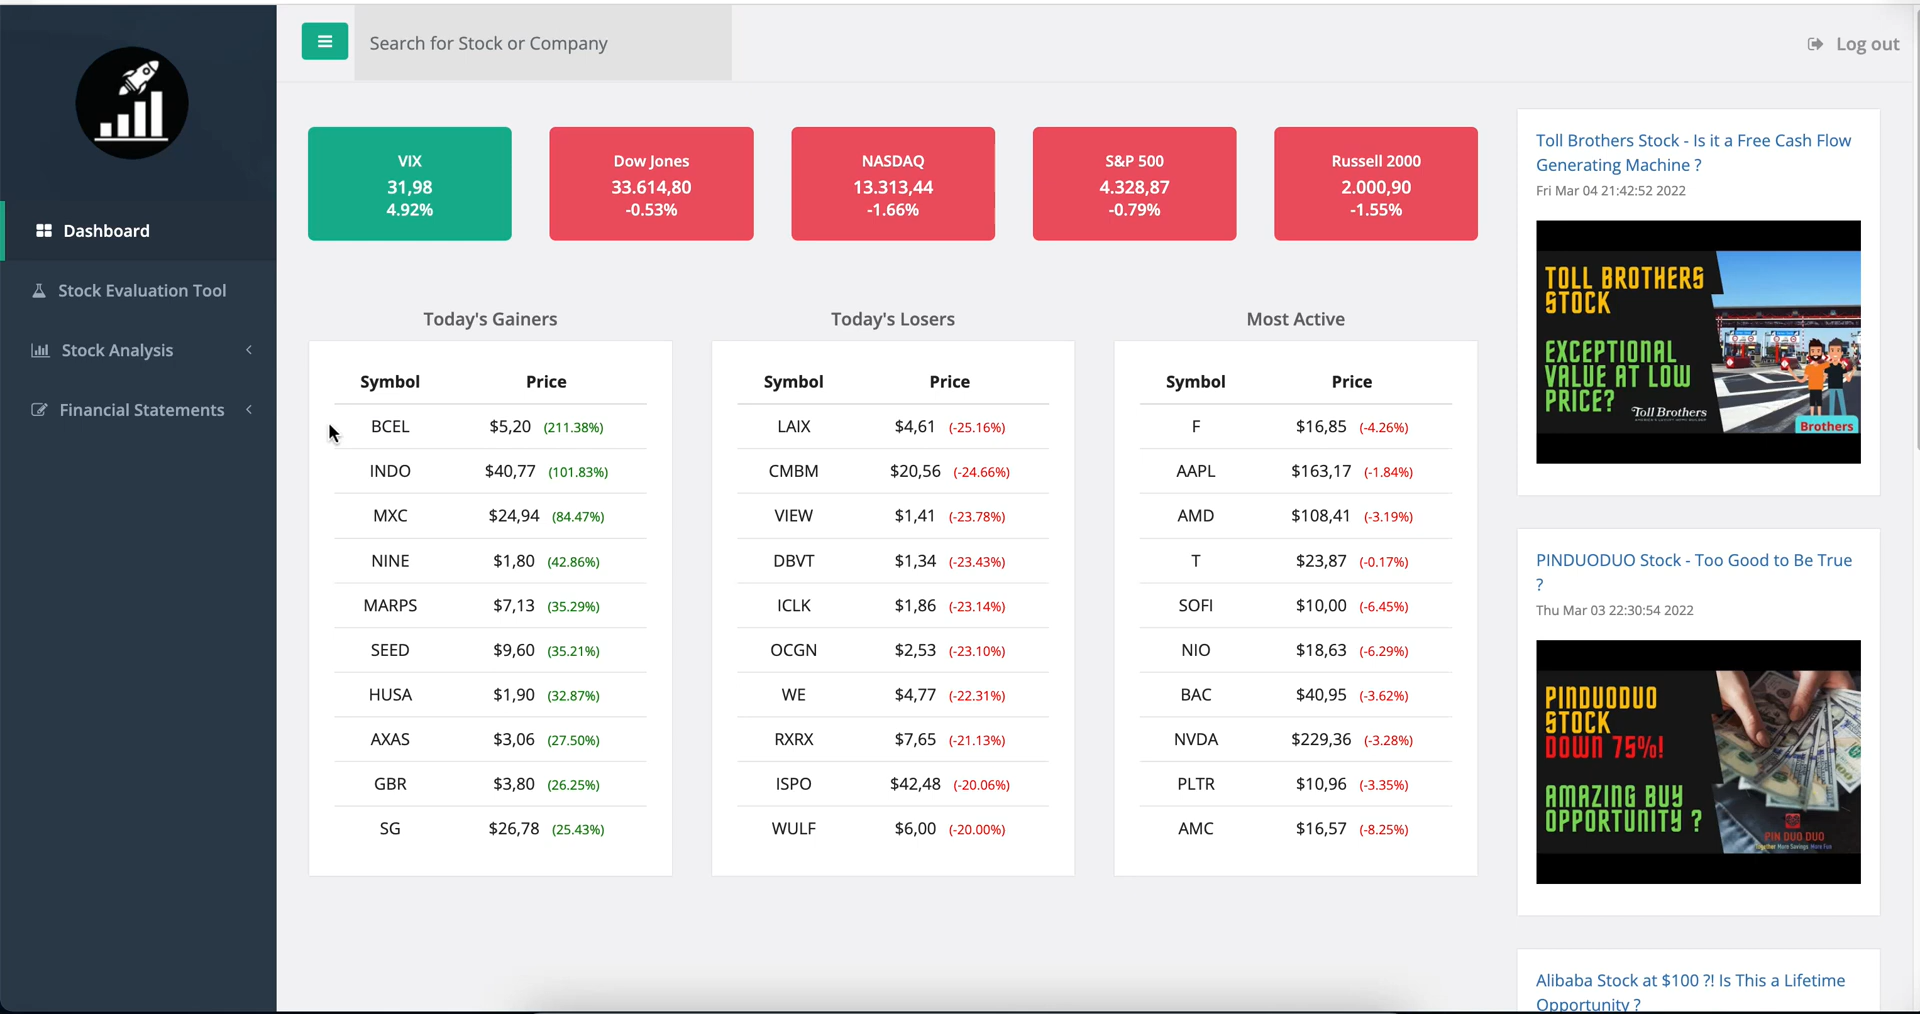 Search for Stock or Company
Log out
Dashboard
Stock Evaluation Tool
Stock Analysis
Financial Statements
VIX
31,98
4.92%
Dow Jones
33.614,80
-0.53%
NASDAQ
13.313,44
-1.66%
S&P 500
4.328,87
-0.79%
Russell 2000
2.000,90
-1.55%
Today's Gainers
Symbol Price
BCEL $5,20 (211.38%)
INDO $40,77 (101.83%)
MXC $24,94 (84.47%)
NINE $1,80 (42.86%)
MARPS $7,13 (35.29%)
SEED $9,60 (35.21%)
HUSA $1,90 (32.87%)
AXAS $3,06 (27.50%)
GBR $3,80 (26.25%)
SG $26,78 (25.43%)
Today's Losers
Symbol Price
LAIX $4,61 (-25.16%)
CMBM $20,56 (-24.66%)
VIEW $1,41 (-23.78%)
DBVT $1,34 (-23.43%)
ICLK $1,86 (-23.14%)
OCGN $2,53 (-23.10%)
WE $4,77 (-22.31%)
RXRX $7,65 (-21.13%)
ISPO $42,48 (-20.06%)
WULF $6,00 (-20.00%)
Most Active
Symbol Price
F $16,85 (-4.26%)
AAPL $163,17 (-1.84%)
AMD $108,41 (-3.19%)
T $23,87 (-0.17%)
SOFI $10,00 (-6.45%)
NIO $18,63 (-6.29%)
BAC $40,95 (-3.62%)
NVDA $229,36 (-3.28%)
PLTR $10,96 (-3.35%)
AMC $16,57 (-8.25%)
Toll Brothers Stock - Is it a Free Cash Flow
Generating Machine ?
Fri Mar 04 21:42:52 2022
TOLL BROTHERS
STOCK
EXCEPTIONAL
VALUE AT LOW
PRICE?
Toll Brothers
Brothers
PINDUODUO Stock - Too Good to Be True
?
Thu Mar 03 22:30:54 2022
PINDUODUO
STOCK
DOWN 75%!
AMAZING BUY
OPPORTUNITY ?
PIN DUO DUO
Together More Savings More Fun
Alibaba Stock at $100 ?! Is This a Lifetime
Opportunity ?